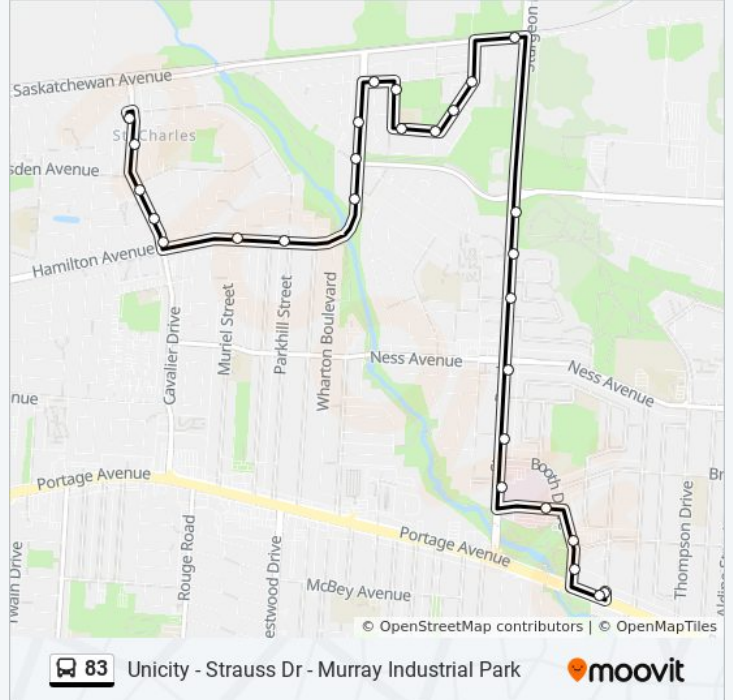 Sturgeon
Saskatchewan Avenue
St. Charles
sden Avenue
Hamilton Avenue
Cavalier Drive
Muriel Street
Parkhill Street
Wharton Boulevard
Ness Avenue
Ness Avenue
nue
Portage Avenue
Booth D
Br
Thompson Drive
Portage Avenue
Rouge Road
estwood Drive
McBey Avenue
Twain Drive
© OpenStreetMap contributors | © OpenMapTiles
83 Unicity - Strauss Dr - Murray Industrial Park
moovit